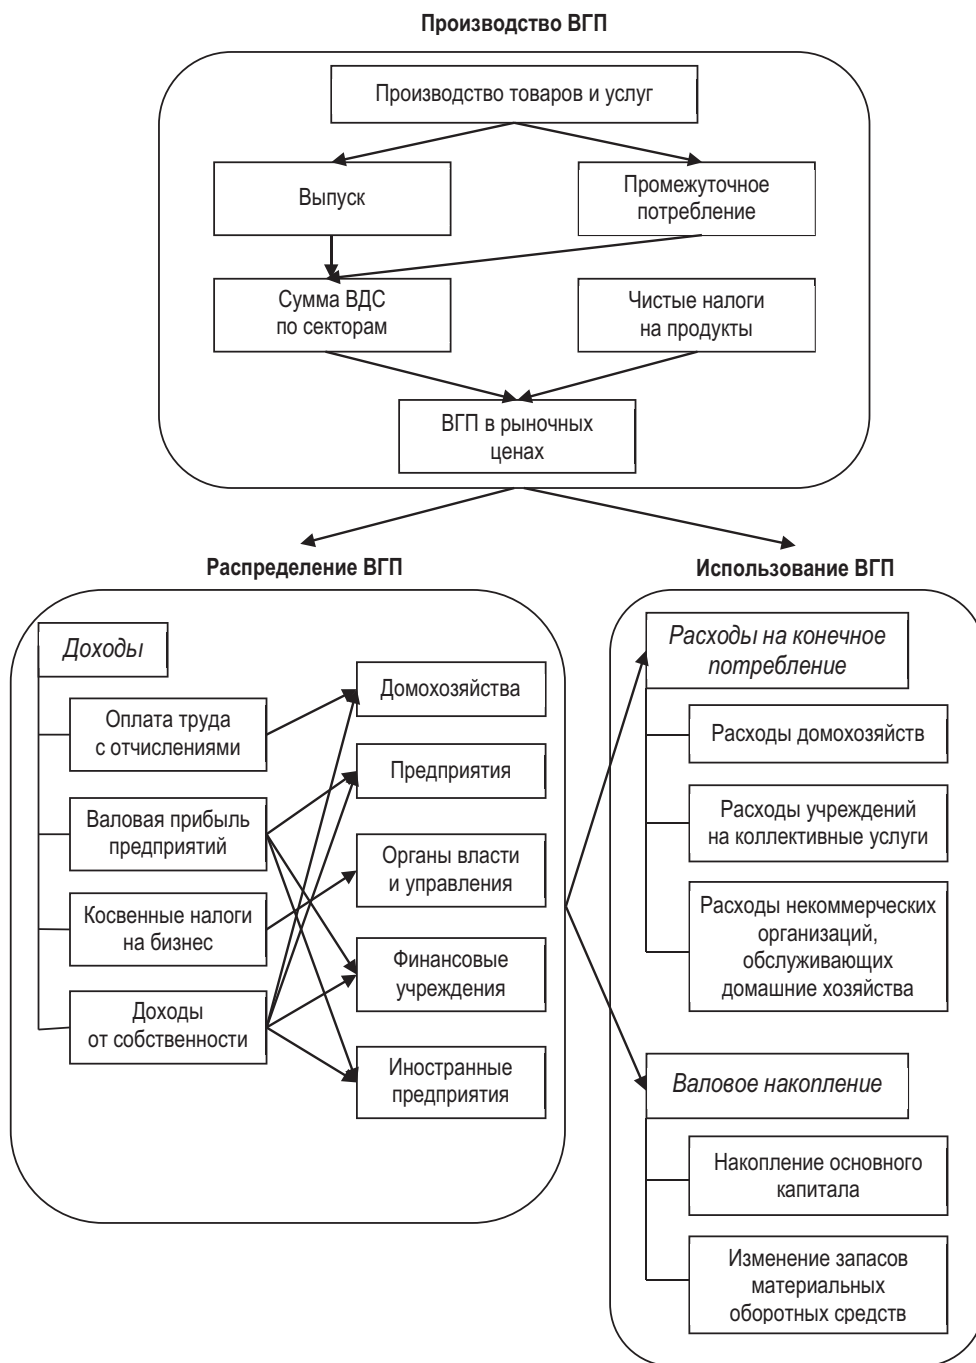 Производство ВГП
Производство товаров и услуг
Выпуск
Промежуточное
потребление
Сумма ВДС
по секторам
Чистые налоги
на продукты
ВГП в рыночных
ценах
Распределение ВГП
Доходы
Оплата труда
с отчислениями
Валовая прибыль
предприятий
Косвенные налоги
на бизнес
Доходы
от собственности
Домохозяйства
Предприятия
Органы власти
и управления
Финансовые
учреждения
Иностранные
предприятия
Использование ВГП
Расходы на конечное
потребление
Расходы домохозяйств
Расходы учреждений
на коллективные услуги
Расходы некоммерческих
организаций,
обслуживающих
домашние хозяйства
Валовое накопление
Накопление основного
капитала
Изменение запасов
материальных
оборотных средств